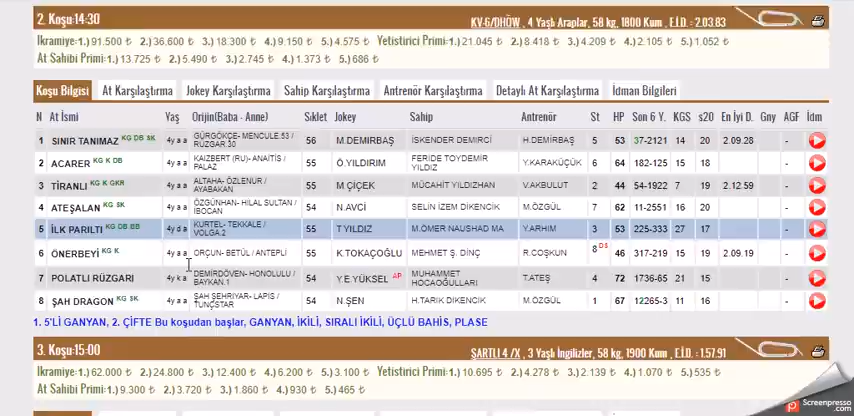 2. Koşu:14:30 KV-6/DHÖW , 4 Yaşlı Araplar, 58 kg, 1800 Kum , E.İ.D. : 2.03.83
İkramiye:1.) 91.500 ₺ 2.) 36.600 ₺ 3.) 18.300 ₺ 4.) 9.150 ₺ 5.) 4.575 ₺ Yetistirici Primi:1.) 21.045 ₺ 2.) 8.418 ₺ 3.) 4.209 ₺ 4.) 2.105 ₺ 5.) 1.052 ₺
At Sahibi Primi:1.) 13.725 ₺ 2.) 5.490 ₺ 3.) 2.745 ₺ 4.) 1.373 ₺ 5.) 686 ₺
Koşu Bilgisi At Karşılaştırma Jokey Karşılaştırma Sahip Karşılaştırma Antrenör Karşılaştırma Detaylı At Karşılaştırma İdman Bilgileri
N At İsmi Yaş Orijin(Baba - Anne) Sıklet Jokey Sahip Antrenör St HP Son 6 Y. KGS s20 En İyi D. Gny AGF İdm
1 SINIR TANIMAZ KG DB SK 4y a a GÜRGÖKÇE- MENCULE.53 / RÜZGAR.30 56 M.DEMİRBAŞ İSKENDER DEMİRCİ H.DEMİRBAŞ 5 53 37-2121 14 20 2.09.28 -
2 ACARER KG K DB 4y a a KAIZBERT (RU)- ANAİTİS / PALAZ 55 Ö.YILDIRIM FERİDE TOYDEMİR YILDIZ Y.KARAKÜÇÜK 6 64 182-125 15 18 -
3 TİRANLI KG K GKR 4y a a ALTAHA- ÖZLENUR / AYABAKAN 55 M.ÇİÇEK MÜCAHİT YILDIZHAN V.AKBULUT 2 44 54-1922 7 19 2.12.59 -
4 ATEŞALAN KG SK 4y a a ÖZGÜNHAN- HILAL SULTAN / İBOCAN 54 N.AVCİ SELİN İZEM DİKENCİK M.ÖZGÜL 7 62 11-2551 16 20 -
5 İLK PARILTI KG DB BB 4y d a KURTEL- TEKKALE / VOLGA.2 55 T.YILDIZ M.ÖMER NAUSHAD MA Y.ARHIM 3 53 225-333 27 17 -
6 ÖNERBEYİ KG K 4y a a ORÇUN- BETÜL / ANTEPLİ 55 K.TOKAÇOĞLU MEHMET Ş. DİNÇ R.COŞKUN 8 DS 46 317-219 15 19 2.09.19 -
7 POLATLI RÜZGARI 4y k a DEMİRDÖVEN- HONOLULU / BAYKAN.1 54 Y.E.YÜKSEL AP MUHAMMET HOCAOĞULLARI T.ATEŞ 4 72 1736-65 21 15 -
8 ŞAH DRAGON KG SK 4y a a ŞAH ŞEHRİYAR- LAPİS / TUNÇSTAR 54 N.ŞEN H.TARIK DİKENCİK M.ÖZGÜL 1 67 12265-3 11 16 -
1. 5'Lİ GANYAN, 2. ÇİFTE Bu koşudan başlar, GANYAN, İKİLİ, SIRALI İKİLİ, ÜÇLÜ BAHİS, PLASE
3. Koşu:15:00 ŞARTLI 4 /X , 3 Yaşlı İngilizler, 58 kg, 1900 Kum , E.İ.D. : 1.57.91
İkramiye:1.) 62.000 ₺ 2.) 24.800 ₺ 3.) 12.400 ₺ 4.) 6.200 ₺ 5.) 3.100 ₺ Yetistirici Primi:1.) 10.695 ₺ 2.) 4.278 ₺ 3.) 2.139 ₺ 4.) 1.070 ₺ 5.) 535 ₺
At Sahibi Primi:1.) 9.300 ₺ 2.) 3.720 ₺ 3.) 1.860 ₺ 4.) 930 ₺ 5.) 465 ₺
Screenpresso.com